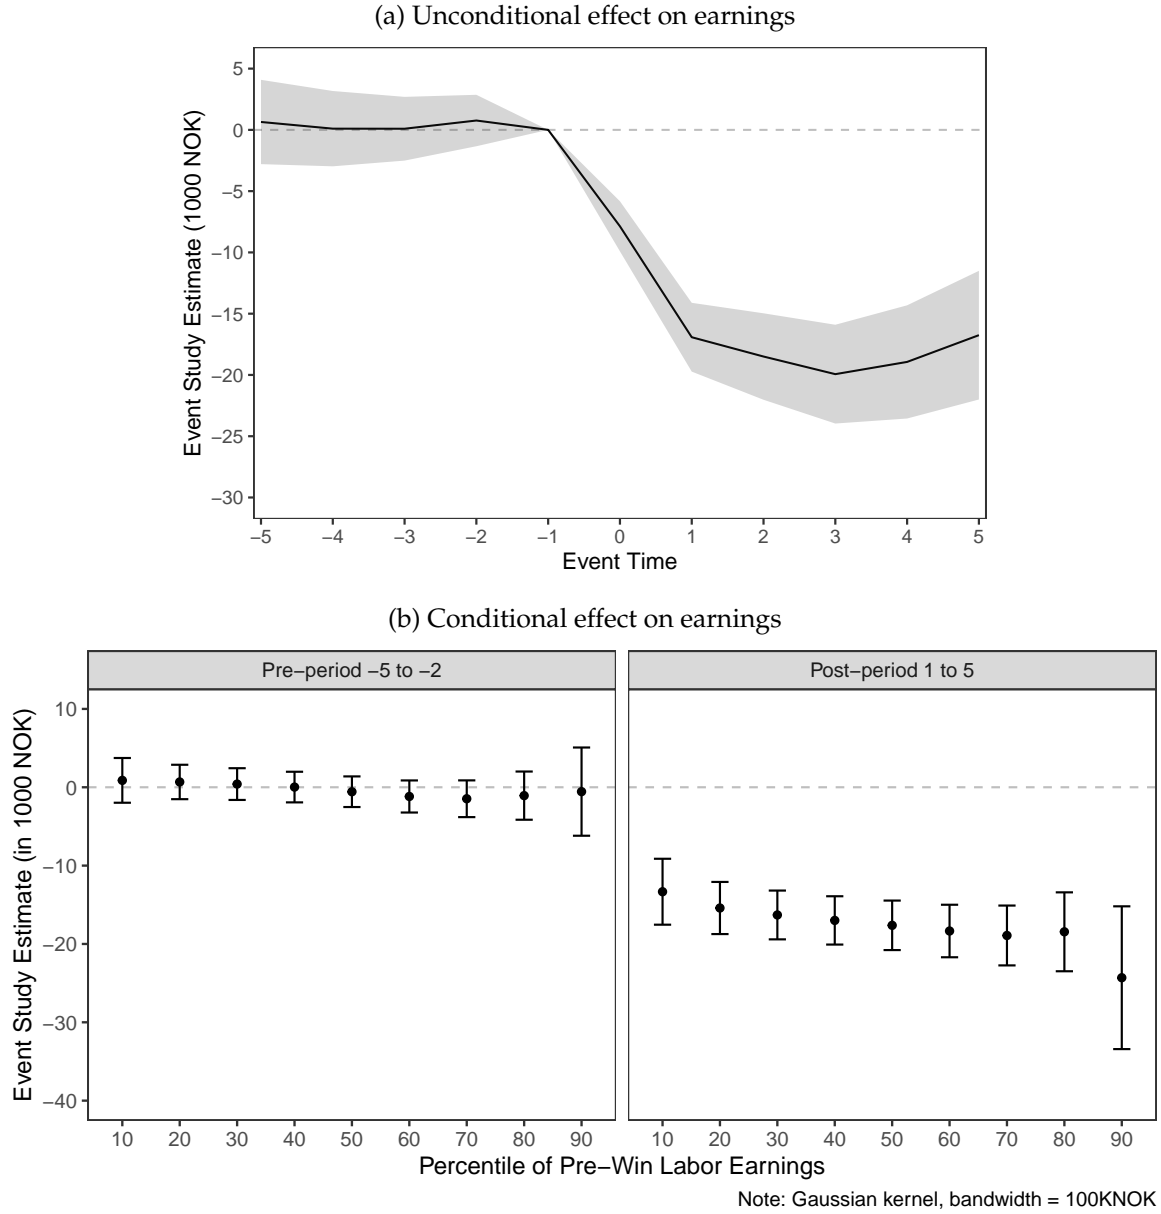 (a) Unconditional effect on earnings
5
0
−5
−10
−15
−20
−25
−30
Event Study Estimate (1000 NOK)
−5 −4 −3 −2 −1 0 1 2 3 4 5
Event Time
(b) Conditional effect on earnings
Pre−period −5 to −2 Post−period 1 to 5
10
0
−10
−20
−30
−40
Event Study Estimate (in 1000 NOK)
10 20 30 40 50 60 70 80 90 10 20 30 40 50 60 70 80 90
Percentile of Pre−Win Labor Earnings
Note: Gaussian kernel, bandwidth = 100KNOK